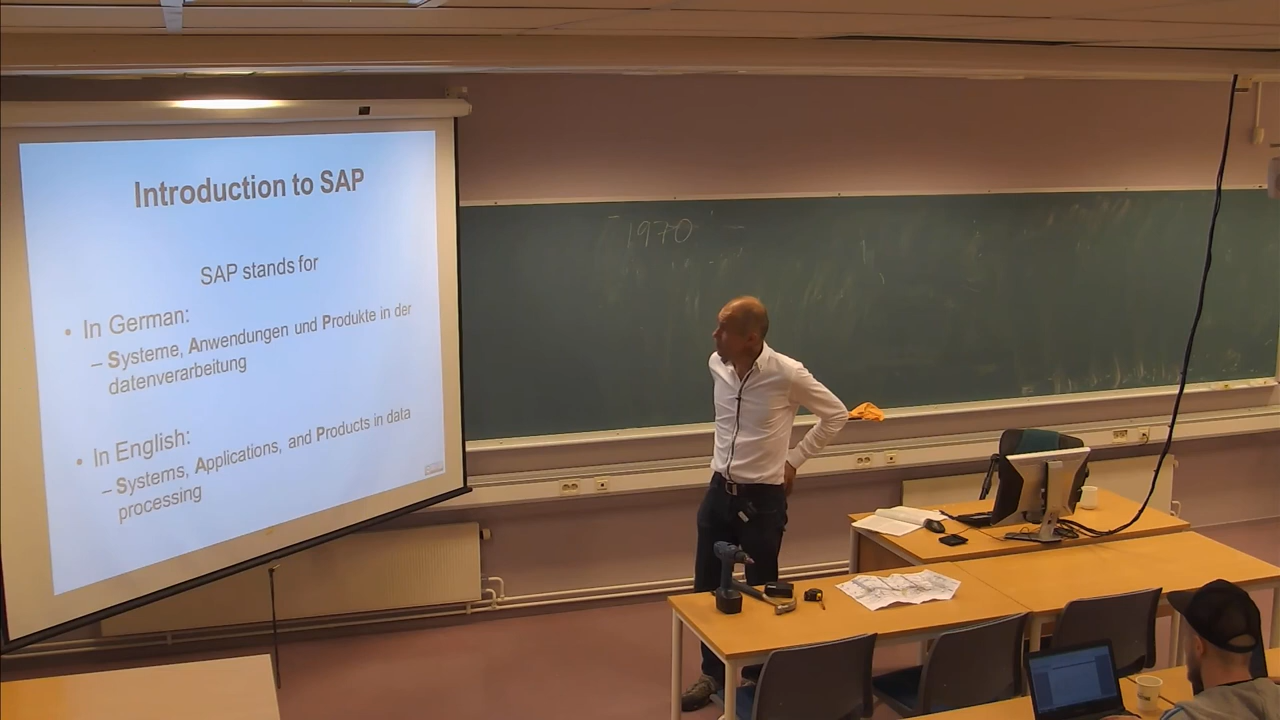 Introduction to SAP
SAP stands for
• In German:
– Systeme, Anwendungen und Produkte in der
datenverarbeitung
• In English:
– Systems, Applications, and Products in data
processing
1970